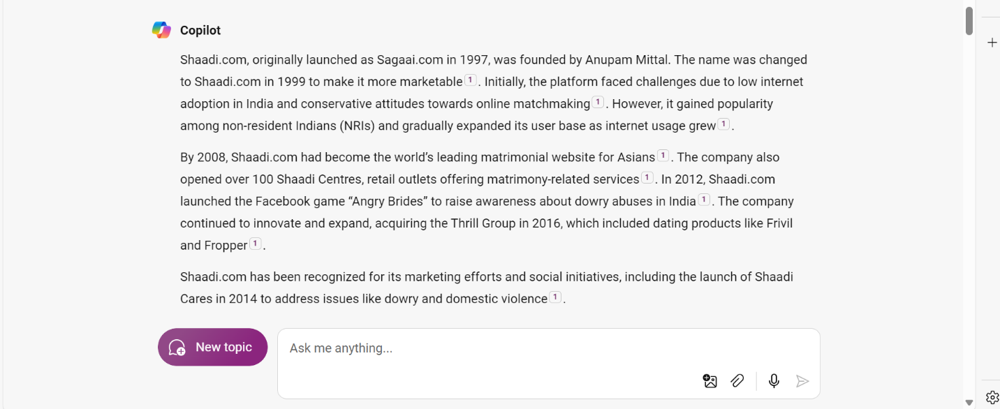 Copilot
Shaadi.com, originally launched as Sagaai.com in 1997, was founded by Anupam Mittal. The name was changed
to Shaadi.com in 1999 to make it more marketable 1 . Initially, the platform faced challenges due to low internet
adoption in India and conservative attitudes towards online matchmaking 1 . However, it gained popularity
among non-resident Indians (NRIs) and gradually expanded its user base as internet usage grew 1 .
By 2008, Shaadi.com had become the world’s leading matrimonial website for Asians 1 . The company also
opened over 100 Shaadi Centres, retail outlets offering matrimony-related services 1 . In 2012, Shaadi.com
launched the Facebook game “Angry Brides” to raise awareness about dowry abuses in India 1 . The company
continued to innovate and expand, acquiring the Thrill Group in 2016, which included dating products like Frivil
and Fropper 1 .
Shaadi.com has been recognized for its marketing efforts and social initiatives, including the launch of Shaadi
Cares in 2014 to address issues like dowry and domestic violence 1 .
New topic
Ask me anything...